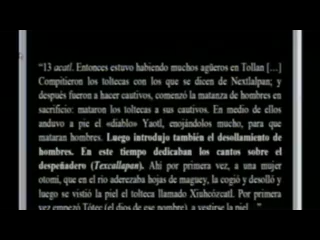 “13 acatl. Entonces estuvo habiendo muchos agüeros en Tollan [...]
Compitieron los toltecas con los que se dicen de Nextlalpan; y
después fueron a hacer cautivos, comenzó la matanza de hombres en
sacrificio: mataron los toltecas a sus cautivos. En medio de ellos
anduvo a pie el «diablo» Yaotl, enojándolos mucho, para que
mataran hombres. Luego introdujo también el desollamiento de
hombres. En este tiempo dedicaban los cantos sobre el
despeñadero (Texcallapan). Ahí por primera vez, a una mujer
otomi, que en el río aderezaba hojas de maguey, la cogió y desolló y
luego se vistió la piel el tolteca llamado Xiuhcózcatl. Por primera
vez empezó Tótec (el dios de ese nombre) a vestirse la piel...”